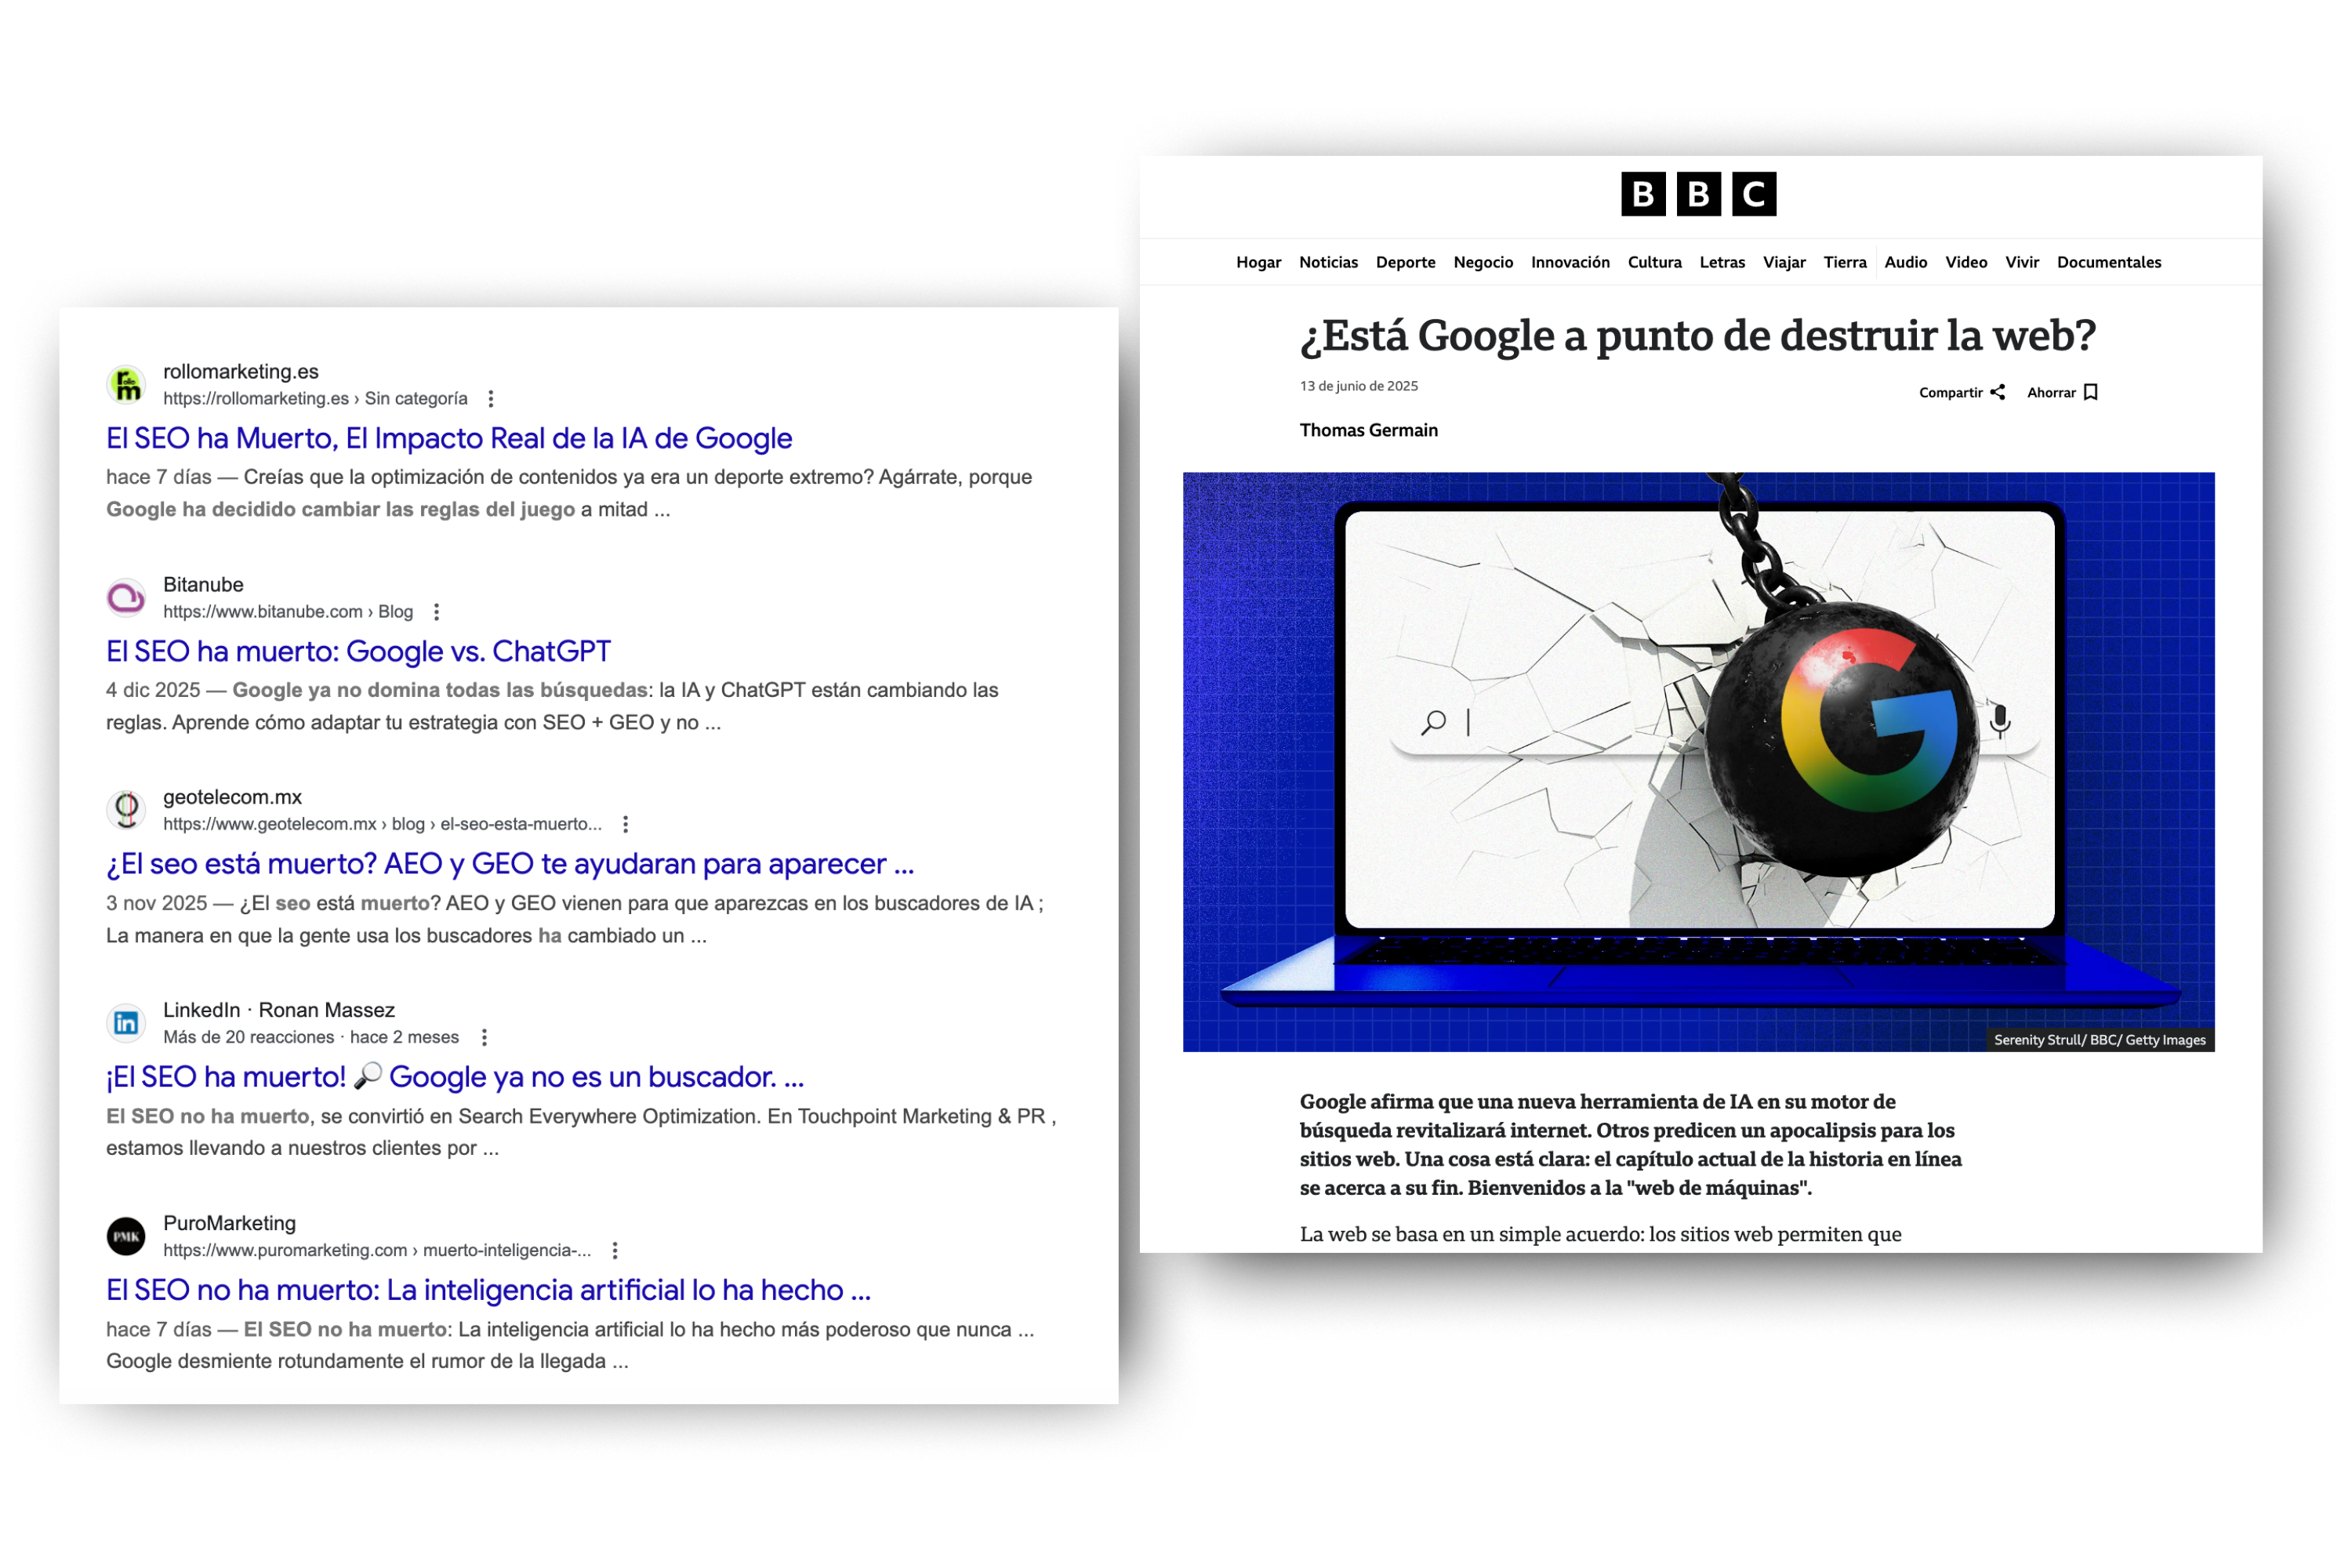 rollomarketing.es
https://rollomarketing.es › Sin categoría
El SEO ha Muerto, El Impacto Real de la IA de Google
hace 7 días — Creías que la optimización de contenidos ya era un deporte extremo? Agárrate, porque
Google ha decidido cambiar las reglas del juego a mitad ...
Bitanube
https://www.bitanube.com › Blog
El SEO ha muerto: Google vs. ChatGPT
4 dic 2025 — Google ya no domina todas las búsquedas: la IA y ChatGPT están cambiando las
reglas. Aprende cómo adaptar tu estrategia con SEO + GEO y no ...
geotelecom.mx
https://www.geotelecom.mx › blog › el-seo-esta-muerto...
¿El seo está muerto? AEO y GEO te ayudaran para aparecer ...
3 nov 2025 — ¿El seo está muerto? AEO y GEO vienen para que aparezcas en los buscadores de IA ;
La manera en que la gente usa los buscadores ha cambiado un ...
LinkedIn · Ronan Massez
Más de 20 reacciones · hace 2 meses
¡El SEO ha muerto! 🔎 Google ya no es un buscador. ...
El SEO no ha muerto, se convirtió en Search Everywhere Optimization. En Touchpoint Marketing & PR ,
estamos llevando a nuestros clientes por ...
PMK
PuroMarketing
https://www.puromarketing.com › muerto-inteligencia-...
El SEO no ha muerto: La inteligencia artificial lo ha hecho ...
hace 7 días — El SEO no ha muerto: La inteligencia artificial lo ha hecho más poderoso que nunca ...
Google desmiente rotundamente el rumor de la llegada ...
BBC
Hogar Noticias Deporte Negocio Innovación Cultura Letras Viajar Tierra Audio Video Vivir Documentales
¿Está Google a punto de destruir la web?
13 de junio de 2025
Compartir Ahorrar
Thomas Germain
G
Serenity Strull/ BBC/ Getty Images
Google afirma que una nueva herramienta de IA en su motor de
búsqueda revitalizará internet. Otros predicen un apocalipsis para los
sitios web. Una cosa está clara: el capítulo actual de la historia en línea
se acerca a su fin. Bienvenidos a la "web de máquinas".
La web se basa en un simple acuerdo: los sitios web permiten que